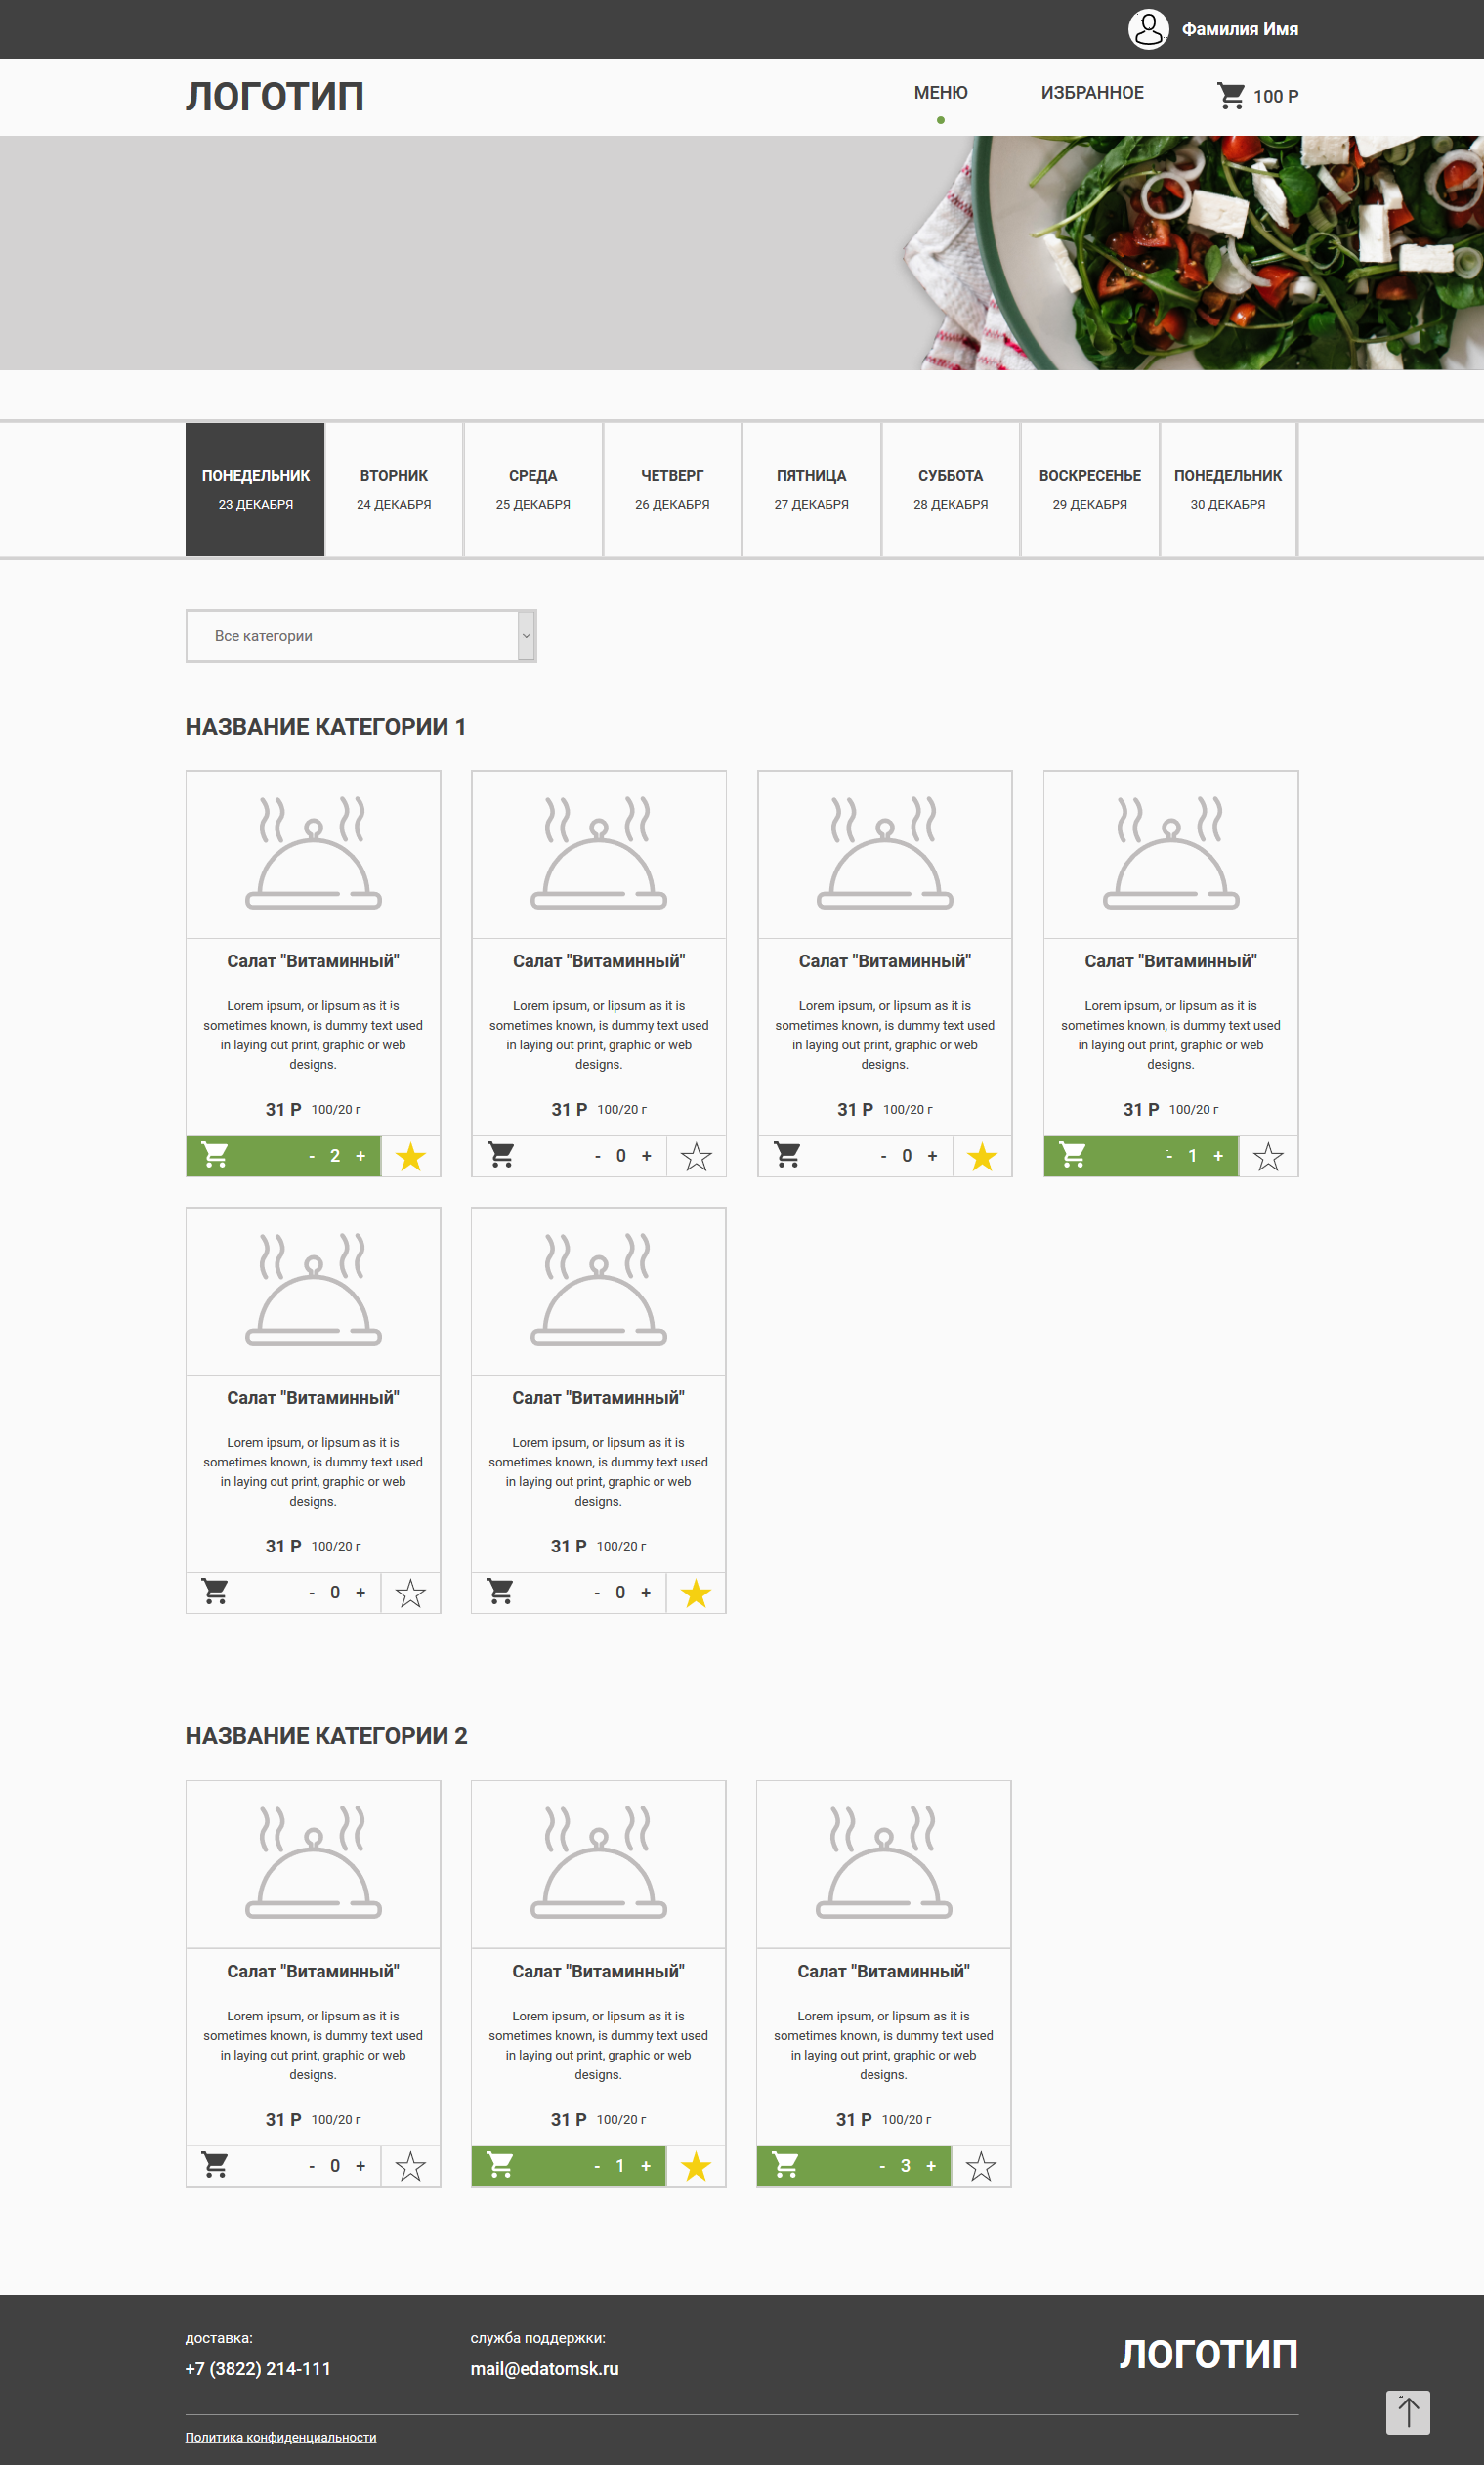 Фамилия Имя
ЛОГОТИП
МЕНЮ
ИЗБРАННОЕ
100 Р
ПОНЕДЕЛЬНИК
23 ДЕКАБРЯ
ВТОРНИК
24 ДЕКАБРЯ
СРЕДА
25 ДЕКАБРЯ
ЧЕТВЕРГ
26 ДЕКАБРЯ
ПЯТНИЦА
27 ДЕКАБРЯ
СУББОТА
28 ДЕКАБРЯ
ВОСКРЕСЕНЬЕ
29 ДЕКАБРЯ
ПОНЕДЕЛЬНИК
30 ДЕКАБРЯ
Все категории
НАЗВАНИЕ КАТЕГОРИИ 1
Салат "Витаминный"
Lorem ipsum, or lipsum as it is
sometimes known, is dummy text used
in laying out print, graphic or web
designs.
31 Р 100/20 г
- 2 +
Салат "Витаминный"
Lorem ipsum, or lipsum as it is
sometimes known, is dummy text used
in laying out print, graphic or web
designs.
31 Р 100/20 г
- 0 +
Салат "Витаминный"
Lorem ipsum, or lipsum as it is
sometimes known, is dummy text used
in laying out print, graphic or web
designs.
31 Р 100/20 г
- 0 +
Салат "Витаминный"
Lorem ipsum, or lipsum as it is
sometimes known, is dummy text used
in laying out print, graphic or web
designs.
31 Р 100/20 г
- 1 +
Салат "Витаминный"
Lorem ipsum, or lipsum as it is
sometimes known, is dummy text used
in laying out print, graphic or web
designs.
31 Р 100/20 г
- 0 +
Салат "Витаминный"
Lorem ipsum, or lipsum as it is
sometimes known, is dummy text used
in laying out print, graphic or web
designs.
31 Р 100/20 г
- 0 +
НАЗВАНИЕ КАТЕГОРИИ 2
Салат "Витаминный"
Lorem ipsum, or lipsum as it is
sometimes known, is dummy text used
in laying out print, graphic or web
designs.
31 Р 100/20 г
- 0 +
Салат "Витаминный"
Lorem ipsum, or lipsum as it is
sometimes known, is dummy text used
in laying out print, graphic or web
designs.
31 Р 100/20 г
- 1 +
Салат "Витаминный"
Lorem ipsum, or lipsum as it is
sometimes known, is dummy text used
in laying out print, graphic or web
designs.
31 Р 100/20 г
- 3 +
доставка:
+7 (3822) 214-111
служба поддержки:
mail@edatomsk.ru
ЛОГОТИП
Политика конфиденциальности